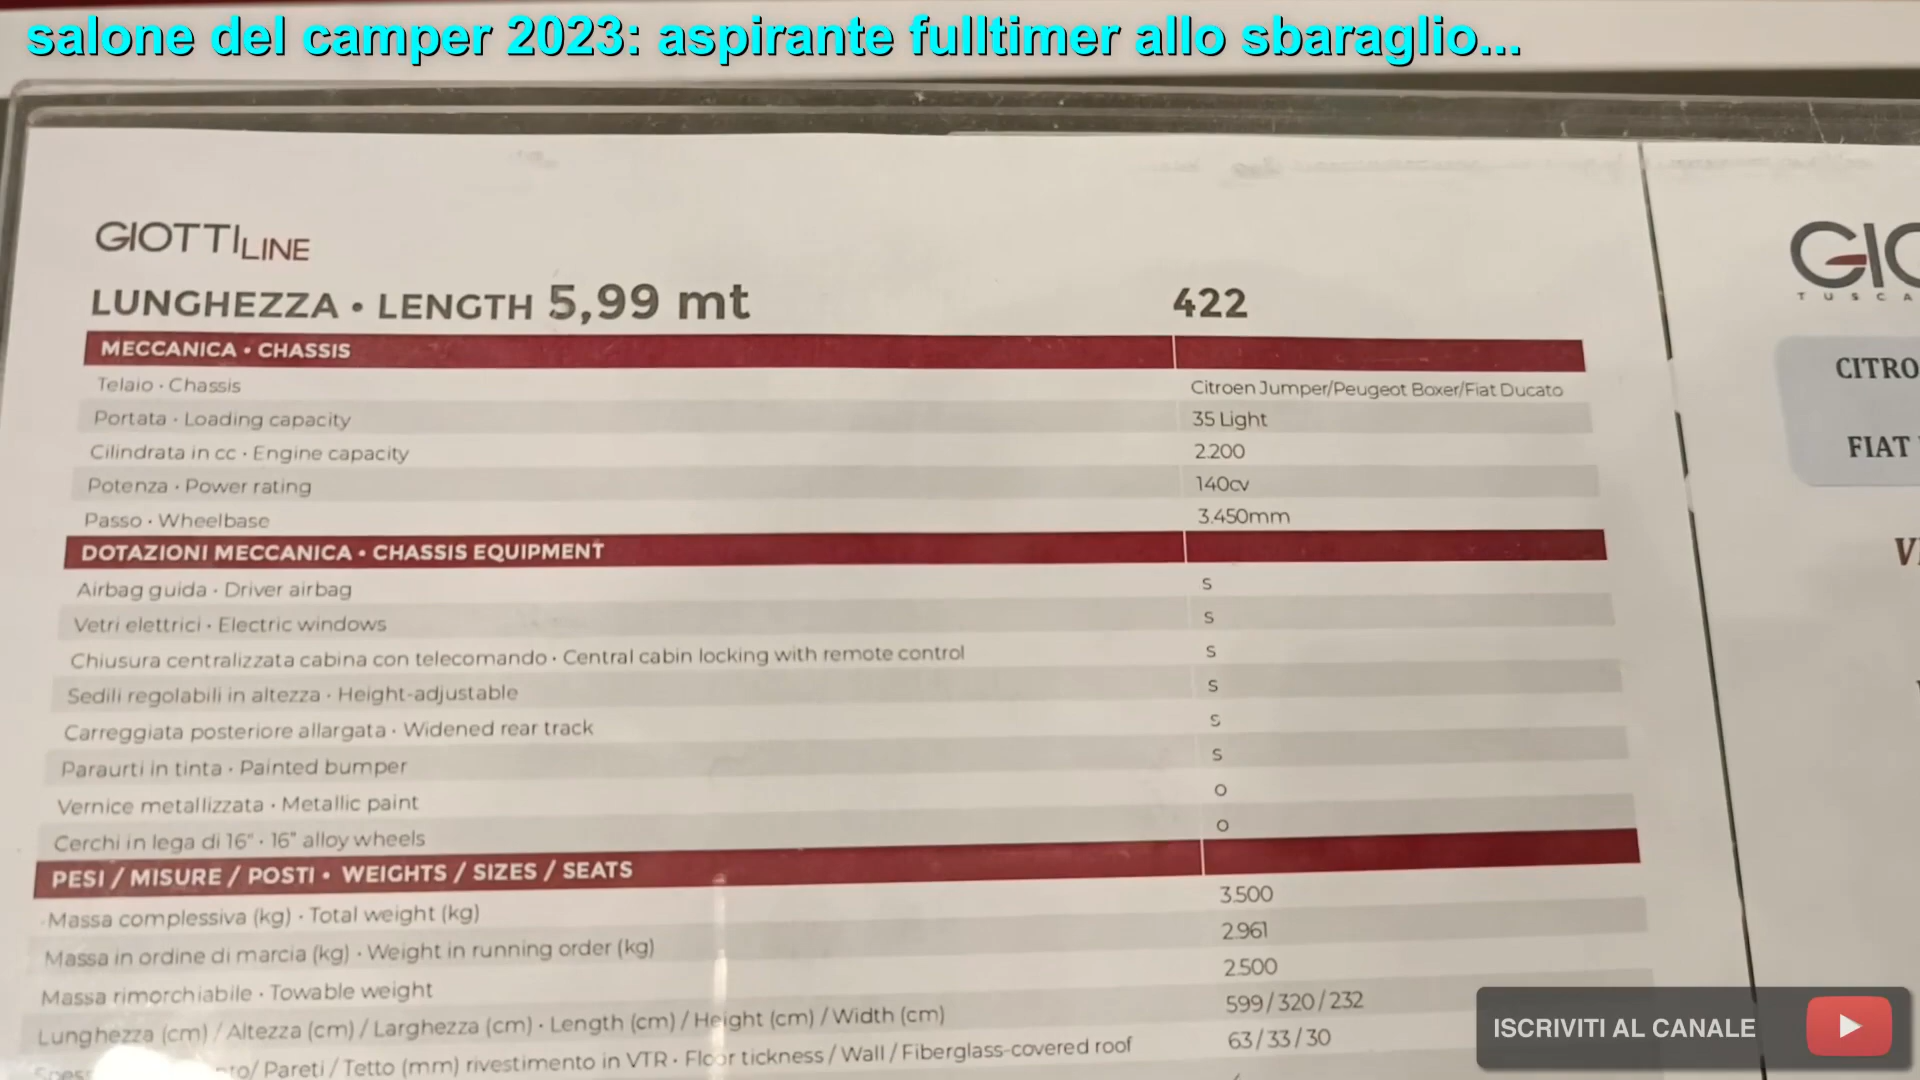 salone del camper 2023: aspirante fulltimer allo sbaraglio...
GIOTTILINE
LUNGHEZZA • LENGTH 5,99 mt 422
MECCANICA • CHASSIS
Telaio · Chassis Citroen Jumper/Peugeot Boxer/Fiat Ducato
Portata · Loading capacity 35 Light
Cilindrata in cc · Engine capacity 2.200
Potenza · Power rating 140cv
Passo · Wheelbase 3.450mm
DOTAZIONI MECCANICA • CHASSIS EQUIPMENT
Airbag guida · Driver airbag S
Vetri elettrici · Electric windows S
Chiusura centralizzata cabina con telecomando · Central cabin locking with remote control S
Sedili regolabili in altezza · Height-adjustable S
Carreggiata posteriore allargata · Widened rear track S
Paraurti in tinta · Painted bumper S
Vernice metallizzata · Metallic paint O
Cerchi in lega di 16" · 16" alloy wheels O
PESI / MISURE / POSTI • WEIGHTS / SIZES / SEATS
Massa complessiva (kg) · Total weight (kg) 3.500
Massa in ordine di marcia (kg) · Weight in running order (kg) 2.961
Massa rimorchiabile · Towable weight 2.500
Lunghezza (cm) / Altezza (cm) / Larghezza (cm) · Length (cm) / Height (cm) / Width (cm) 599/320/232
/ Pareti / Tetto (mm) rivestimento in VTR · Floor tickness / Wall / Fiberglass-covered roof 63/33/30
GIO
TUSCA
CITRO
FIAT
ISCRIVITI AL CANALE